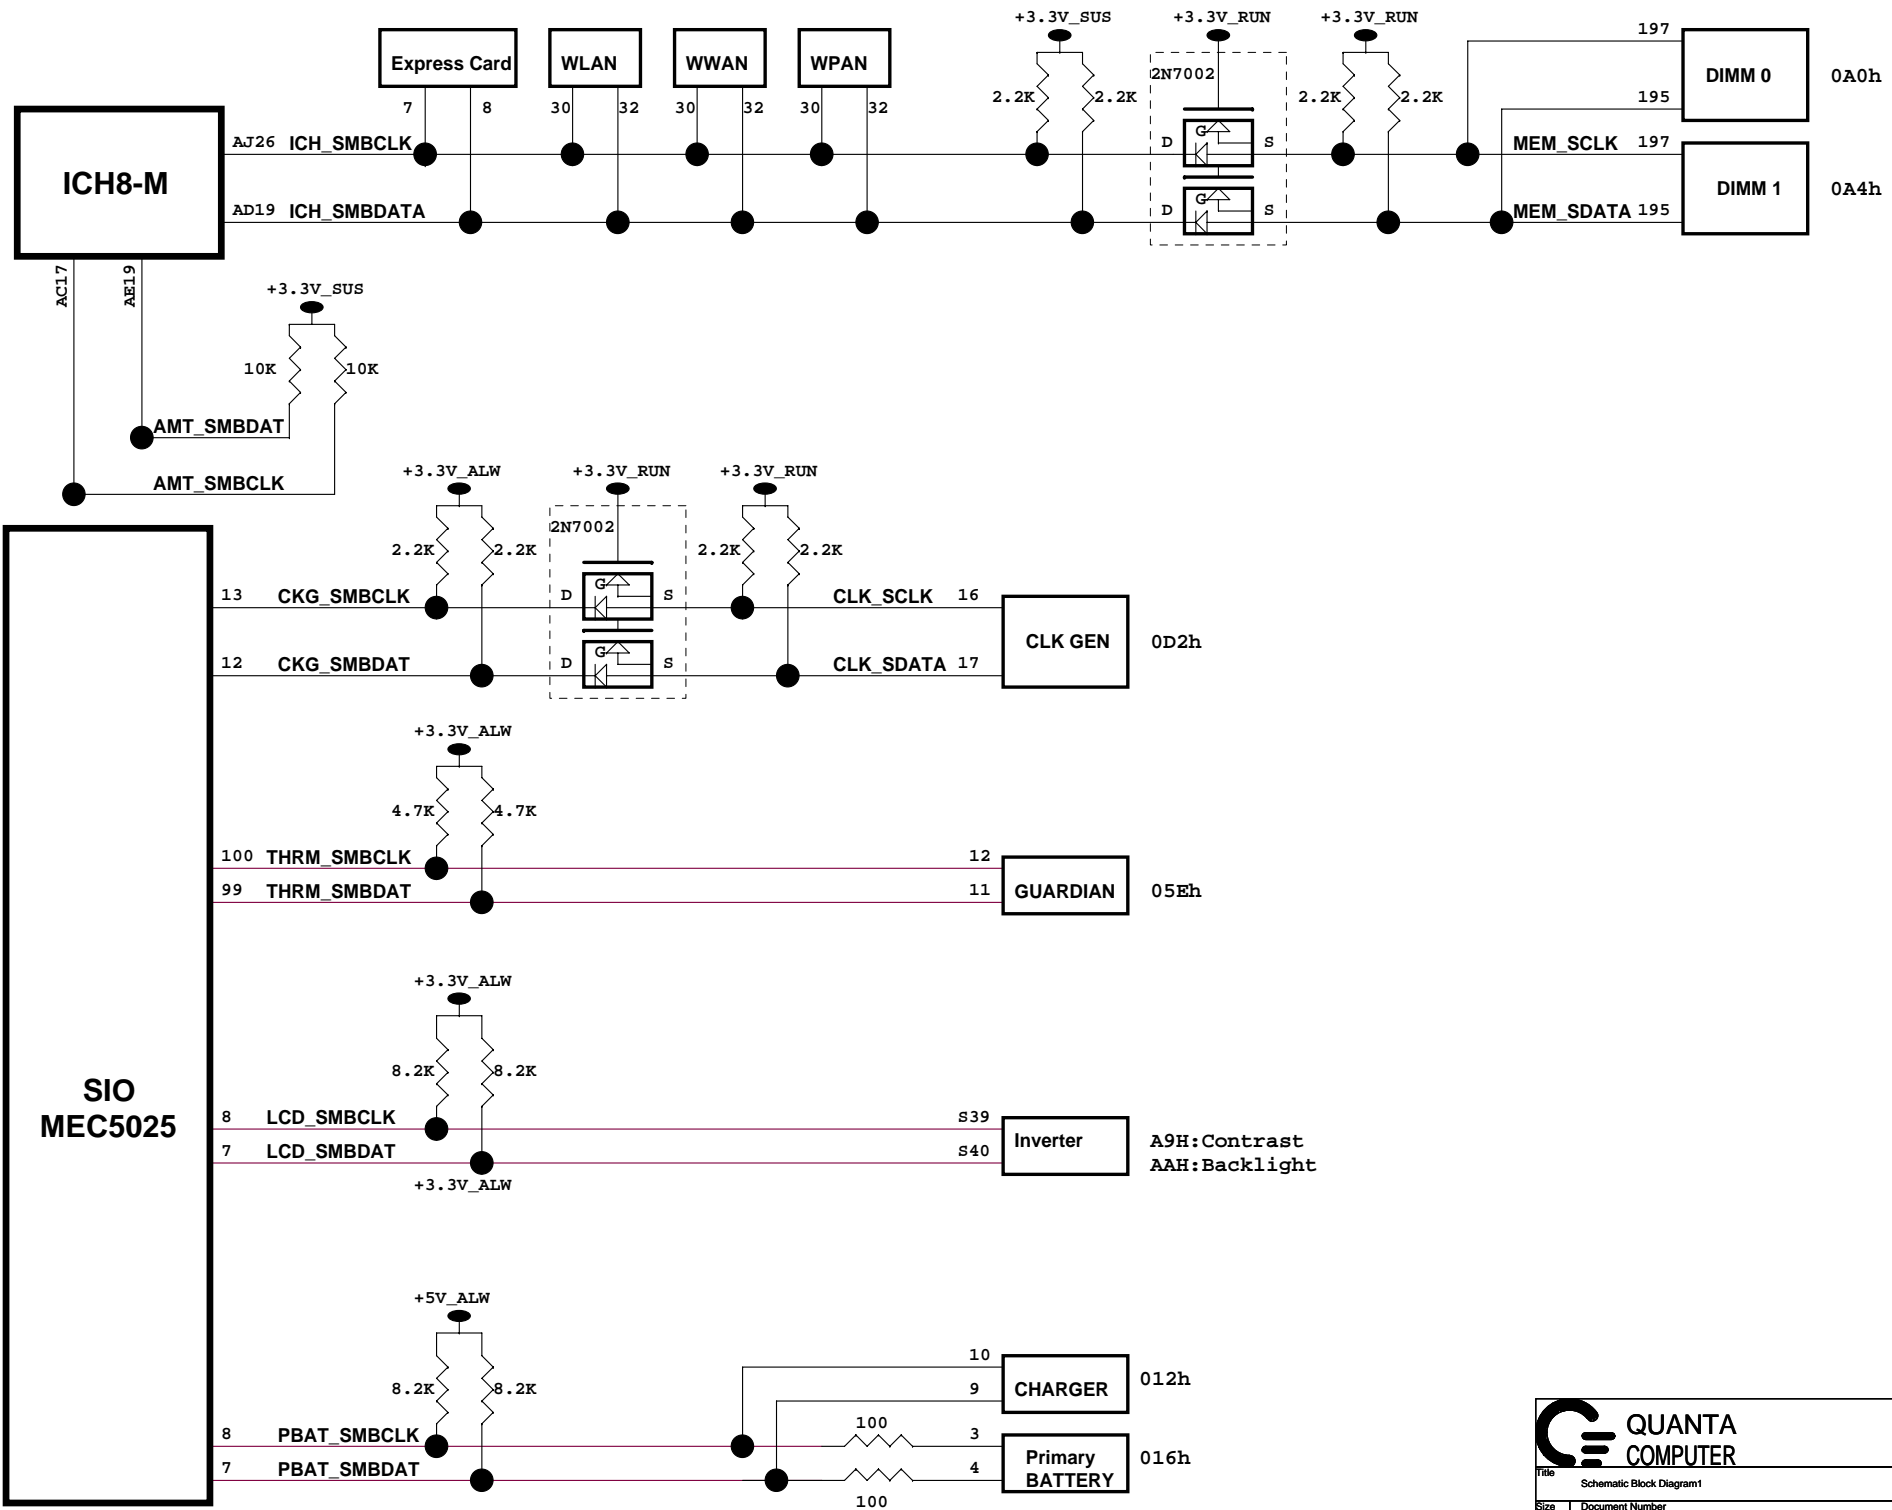 +3.3V_SUS +3.3V_RUN +3.3V_RUN
Express Card WLAN WWAN WPAN
2N7002
197
DIMM 0 0A0h
7 8 30 32 30 32 30 32
2.2K 2.2K 2.2K 2.2K
195
AJ26 ICH_SMBCLK D G S MEM_SCLK 197
ICH8-M
DIMM 1 0A4h
AD19 ICH_SMBDATA D G S MEM_SDATA 195
AC17 AE19
+3.3V_SUS
10K 10K
AMT_SMBDAT
AMT_SMBCLK
+3.3V_ALW +3.3V_RUN +3.3V_RUN
2N7002
2.2K 2.2K 2.2K 2.2K
13 CKG_SMBCLK D G S CLK_SCLK 16
CLK GEN 0D2h
12 CKG_SMBDAT D G S CLK_SDATA 17
+3.3V_ALW
4.7K 4.7K
100 THRM_SMBCLK 12
99 THRM_SMBDAT 11 GUARDIAN 05Eh
+3.3V_ALW
8.2K 8.2K
SIO
MEC5025
8 LCD_SMBCLK S39
Inverter A9H:Contrast
7 LCD_SMBDAT S40 AAH:Backlight
+3.3V_ALW
+5V_ALW
8.2K 8.2K
10
9 CHARGER 012h
100
8 PBAT_SMBCLK 3
Primary 016h
7 PBAT_SMBDAT 4 BATTERY
100
QUANTA
COMPUTER
Title
Schematic Block Diagram1
Size Document Number